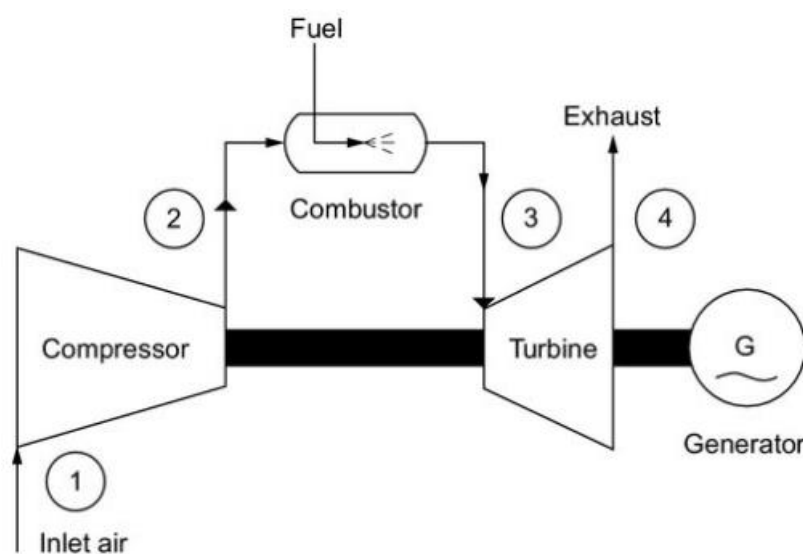 Fuel
Exhaust
2
Combustor
3
4
Compressor
Turbine
G
Generator
1
Inlet air